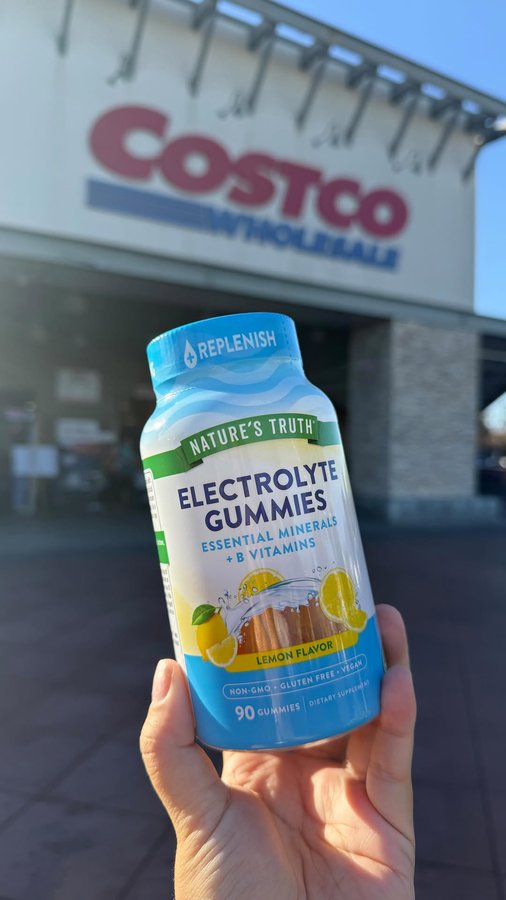 COSTCO
WHOLESALE
REPLENISH
NATURE'S TRUTH
ELECTROLYTE
GUMMIES
ESSENTIAL MINERALS
+ B VITAMINS
LEMON FLAVOR
NON-GMO • GLUTEN FREE • VEGAN
90 GUMMIES | DIETARY SUPPLEMENT